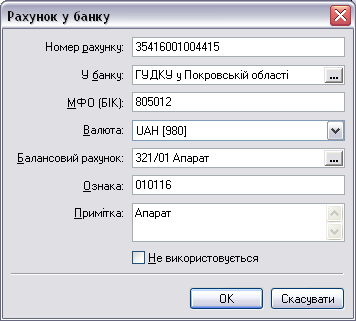 Рахунок у банку
Номер рахунку: 35416001004415
У банку: ГУДКУ у Покровській області ...
МФО (БІК): 805012
Валюта: UAH [980]
Балансовий рахунок: 321/01 Апарат ...
Ознака: 010116
Примітка: Апарат
Не використовується
OK Скасувати